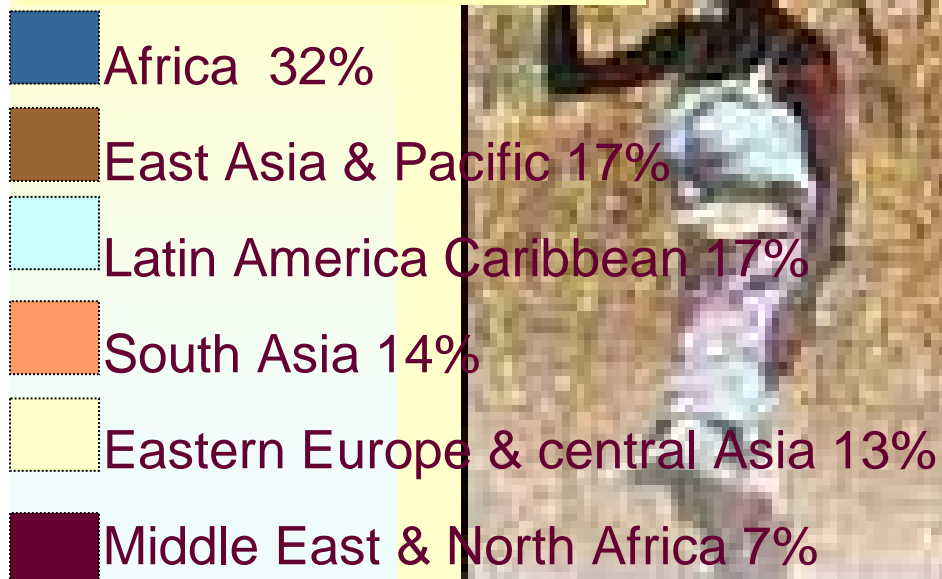 Africa  32%
East Asia & Pacific 17%
Latin America Caribbean 17%
South Asia 14%
Eastern Europe & central Asia 13%
Middle East & North Africa 7%